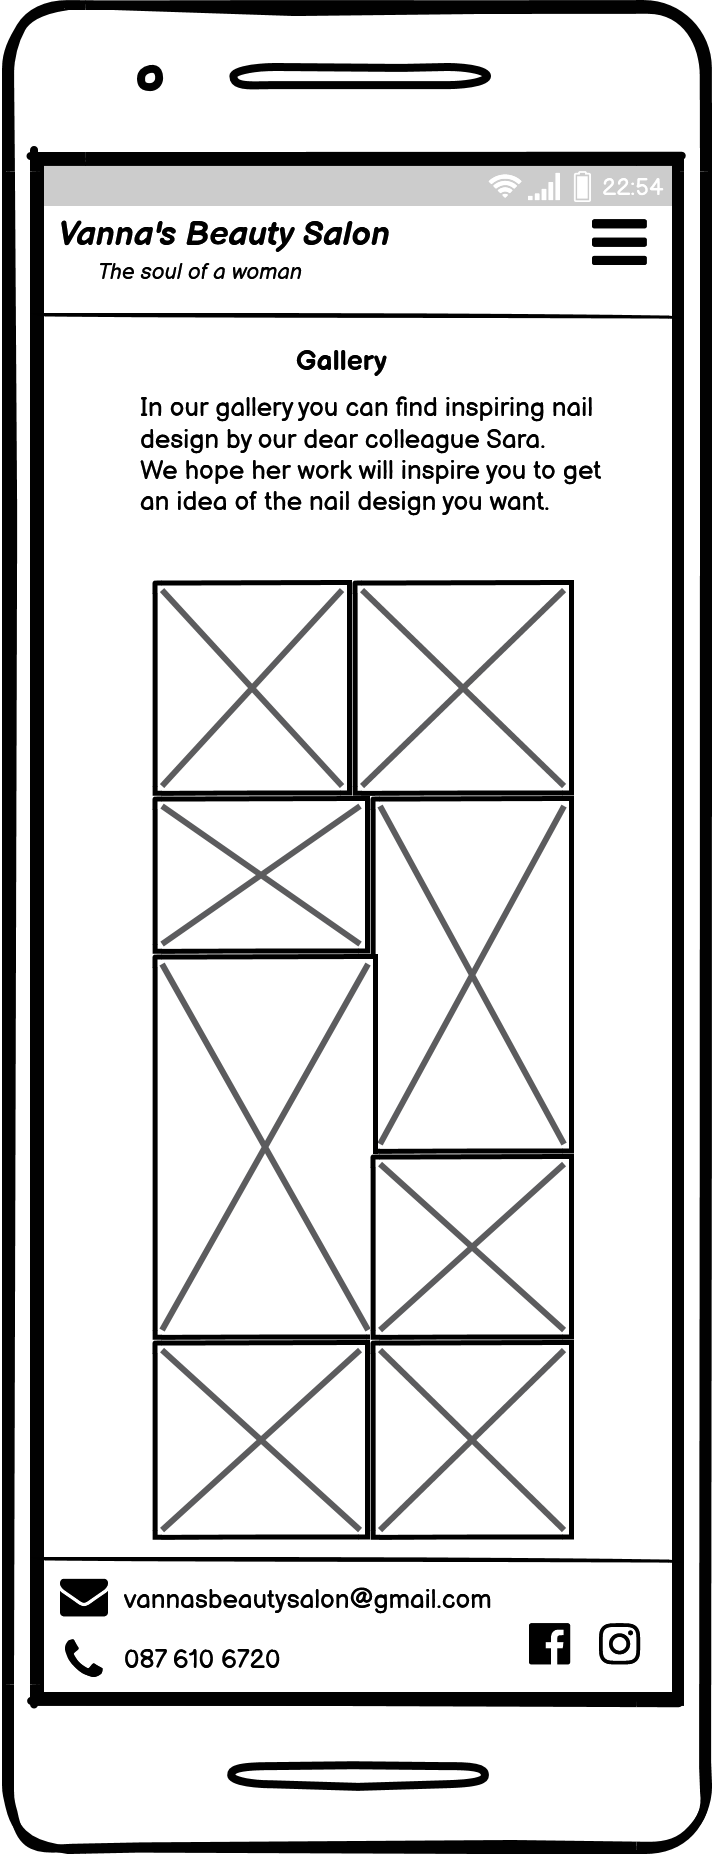 22:54
Vanna's Beauty Salon
The soul of a woman
Gallery
In our gallery you can find inspiring nail
design by our dear colleague Sara.
We hope her work will inspire you to get
an idea of the nail design you want.
vannasbeautysalon@gmail.com
087 610 6720